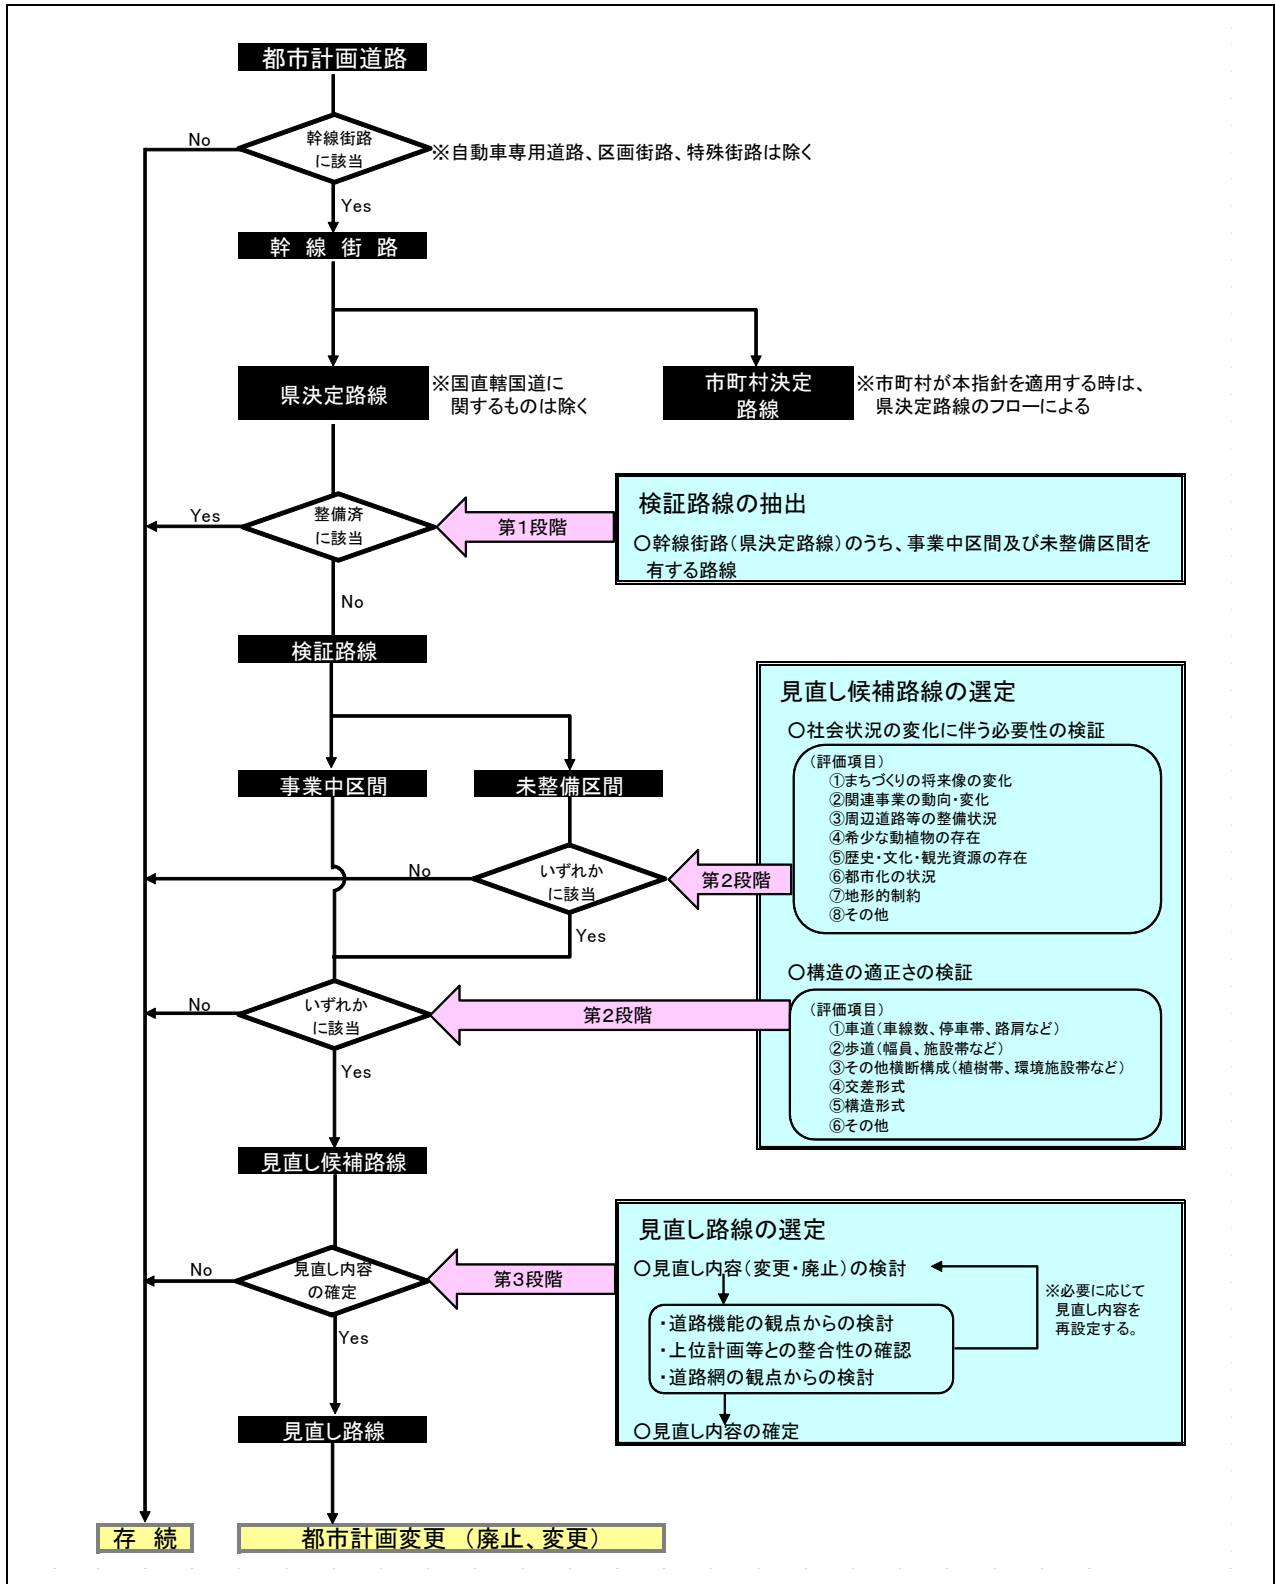 都市計画道路
幹線街路
に該当
No
※自動車専用道路、区画街路、特殊街路は除く
Yes
幹 線 街 路
県決定路線
※国直轄国道に
関するものは除く
市町村決定
路線
※市町村が本指針を適用する時は、
県決定路線のフローによる
整備済
に該当
Yes
第1段階
検証路線の抽出
○幹線街路(県決定路線)のうち、事業中区間及び未整備区間を
有する路線
No
検証路線
事業中区間
未整備区間
いずれか
に該当
No
第2段階
Yes
見直し候補路線の選定
○社会状況の変化に伴う必要性の検証
(評価項目)
①まちづくりの将来像の変化
②関連事業の動向・変化
③周辺道路等の整備状況
④希少な動植物の存在
⑤歴史・文化・観光資源の存在
⑥都市化の状況
⑦地形的制約
⑧その他
○構造の適正さの検証
(評価項目)
①車道(車線数、停車帯、路肩など)
②歩道(幅員、施設帯など)
③その他横断構成(植樹帯、環境施設帯など)
④交差形式
⑤構造形式
⑥その他
いずれか
に該当
No
第2段階
Yes
見直し候補路線
見直し内容
の確定
No
第3段階
Yes
見直し路線の選定
○見直し内容(変更・廃止)の検討
・道路機能の観点からの検討
・上位計画等との整合性の確認
・道路網の観点からの検討
※必要に応じて
見直し内容を
再設定する。
○見直し内容の確定
見直し路線
存 続
都市計画変更 (廃止、変更)